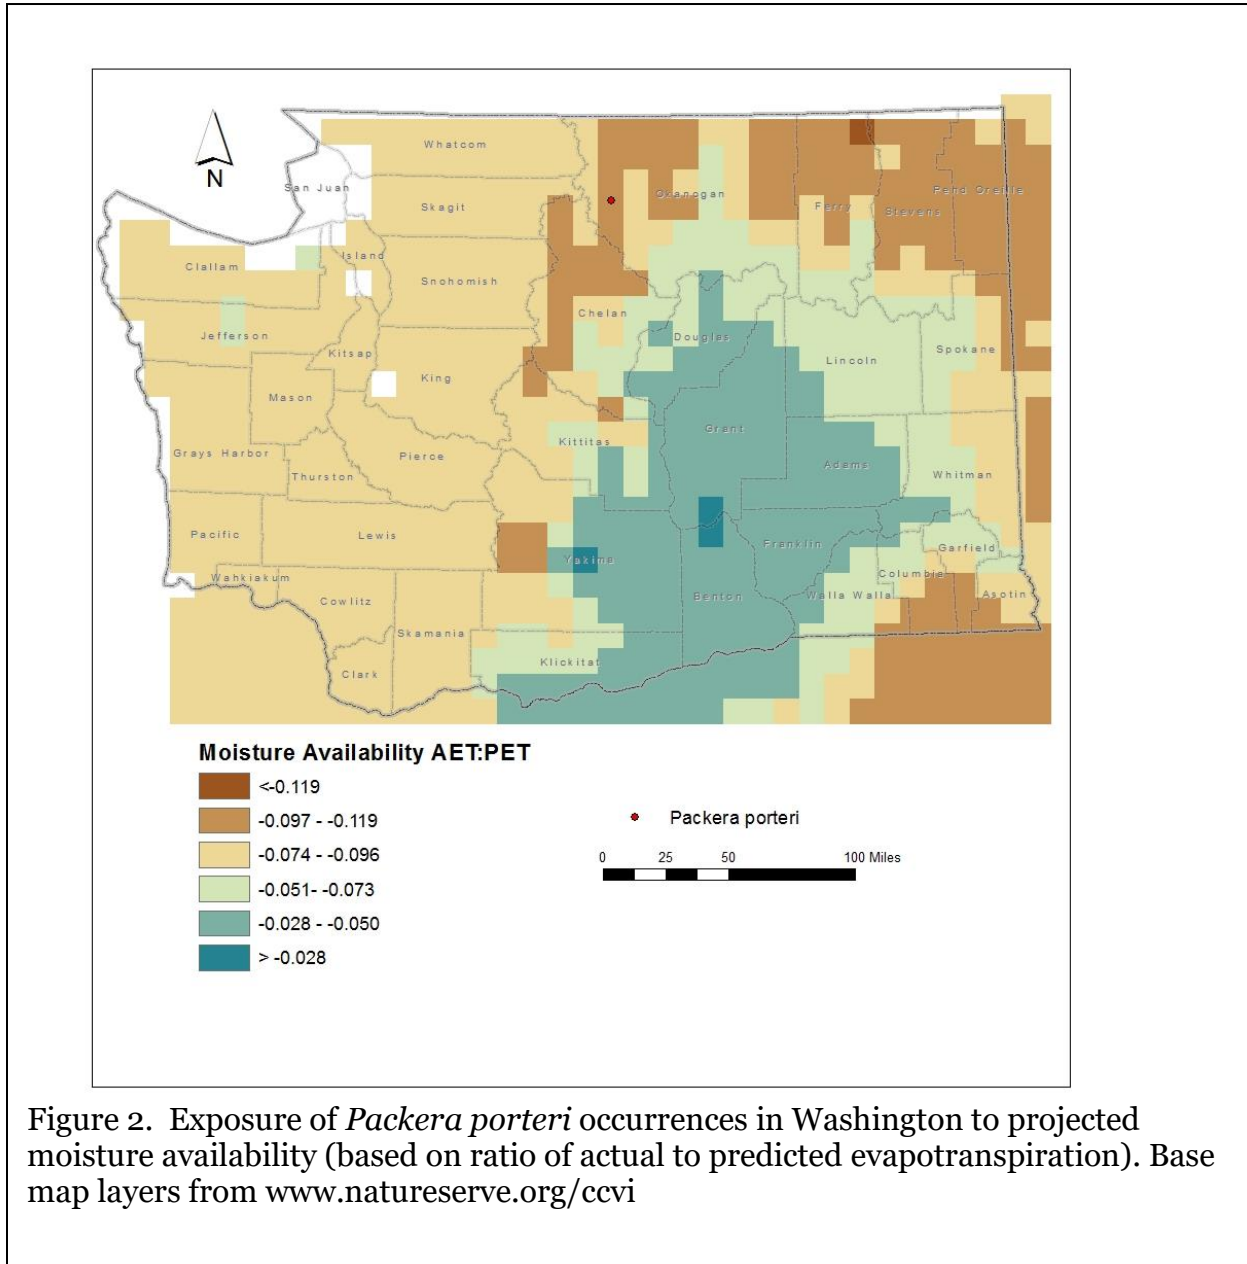 N
Whatcom
San Juan
Skagit
Okanogan
Ferry
Stevens
Pend Oreille
Island
Clallam
Snohomish
Chelan
Jefferson
Kitsap
Douglas
Lincoln
Spokane
King
Mason
Grant
Kittitas
Grays Harbor
Pierce
Adams
Whitman
Thurston
Pacific
Lewis
Franklin
Garfield
Yakima
Wahkiakum
Columbia
Cowlitz
Benton
Walla Walla
Asotin
Skamania
Klickitat
Clark
Moisture Availability AET:PET
<-0.119
-0.097 - -0.119
-0.074 - -0.096
-0.051- -0.073
-0.028 - -0.050
> -0.028
Packera porteri
0 25 50 100 Miles
Figure 2. Exposure of Packera porteri occurrences in Washington to projected
moisture availability (based on ratio of actual to predicted evapotranspiration). Base
map layers from www.natureserve.org/ccvi